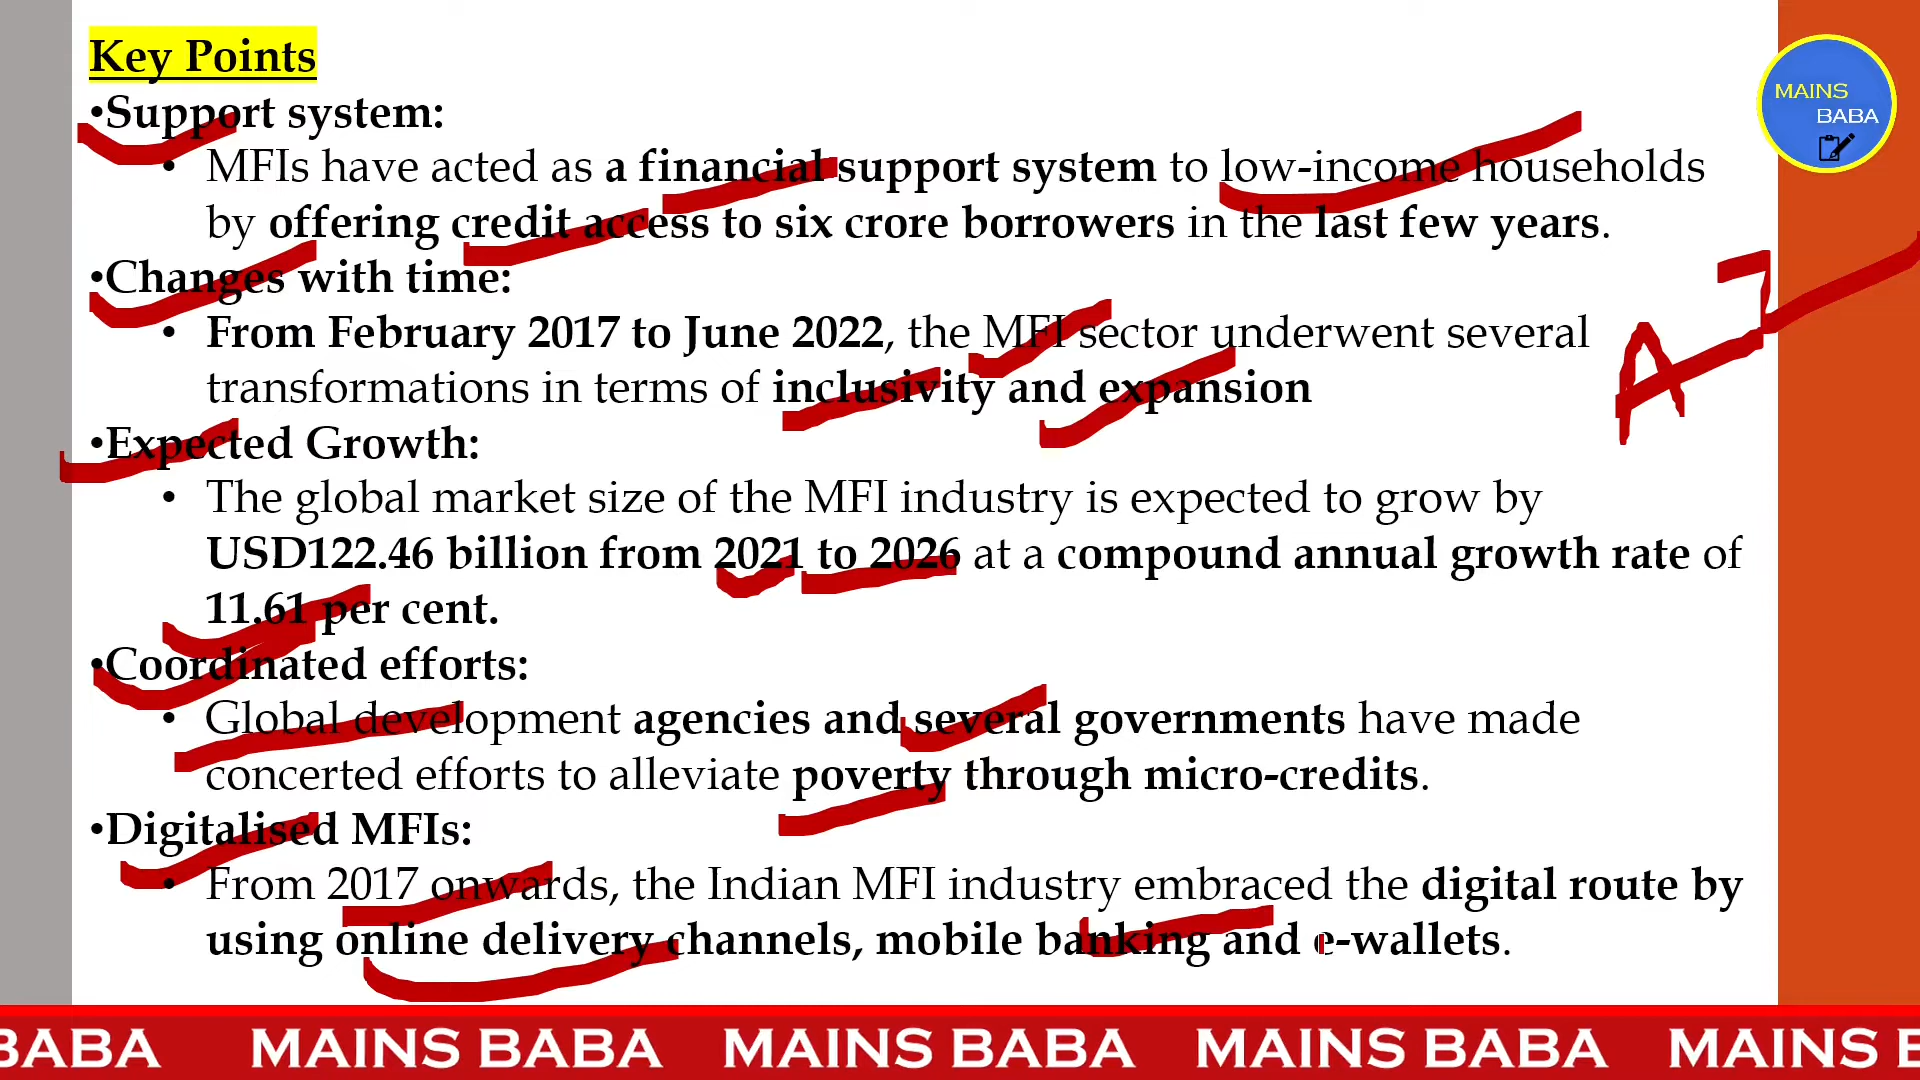 Key Points
MAINS
BABA
•Support system:
• MFIs have acted as a financial support system to low-income households
by offering credit access to six crore borrowers in the last few years.
•Changes with time:
• From February 2017 to June 2022, the MFI sector underwent several
transformations in terms of inclusivity and expansion
•Expected Growth:
• The global market size of the MFI industry is expected to grow by
USD122.46 billion from 2021 to 2026 at a compound annual growth rate of
11.61 per cent.
•Coordinated efforts:
• Global development agencies and several governments have made
concerted efforts to alleviate poverty through micro-credits.
•Digitalised MFIs:
• From 2017 onwards, the Indian MFI industry embraced the digital route by
using online delivery channels, mobile banking and e-wallets.
BABA MAINS BABA MAINS BABA MAINS BABA MAINS B